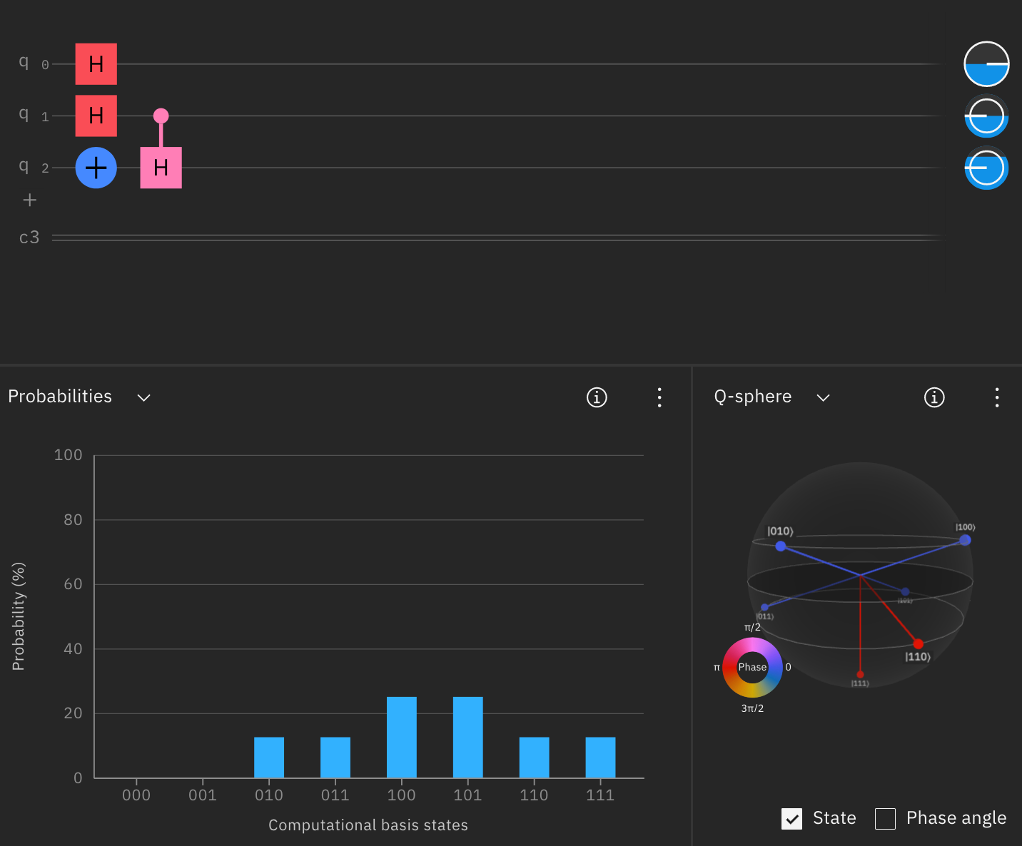 q 0 H
q 1 H
q 2 + H
+
c3
Probabilities
Q-sphere
100
80
60
40
20
0
Probability (%)
000 001 010 011 100 101 110 111
Computational basis states
|010⟩
|100⟩
|011⟩
|101⟩
|110⟩
|111⟩
π/2
π Phase 0
3π/2
State Phase angle